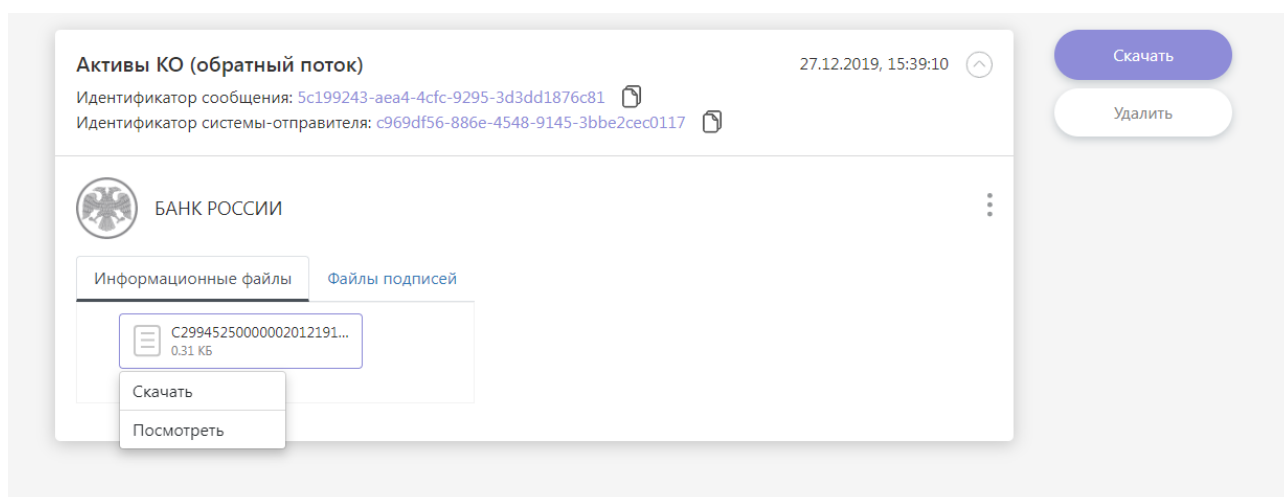 Активы КО (обратный поток)
27.12.2019, 15:39:10
Идентификатор сообщения: 5c199243-aea4-4cfc-9295-3d3dd1876c81
Идентификатор системы-отправителя: c969df56-886e-4548-9145-3bbe2cec0117
Скачать
Удалить
БАНК РОССИИ
Информационные файлы
Файлы подписей
C29945250000002012191...
0.31 КБ
Скачать
Посмотреть